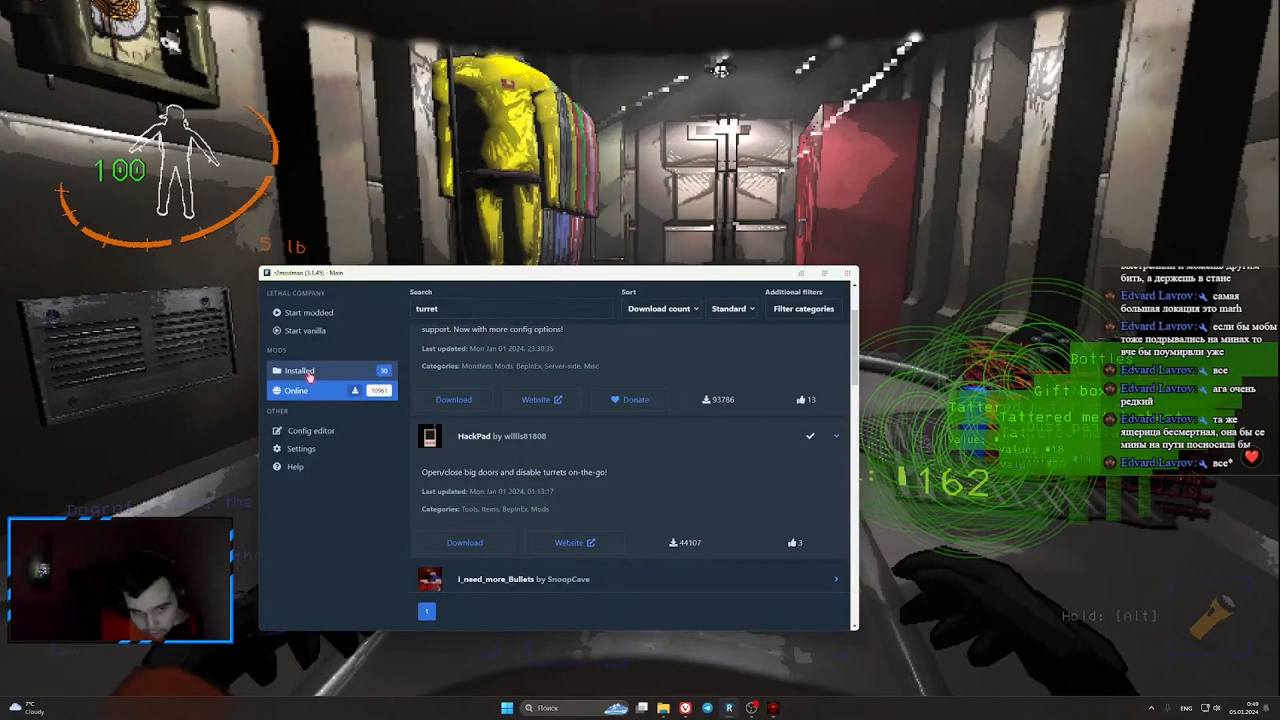 100
5 lb
r2modman (3.1.45) - Main
LETHAL COMPANY
Start modded
Start vanilla
MODS
Installed 50
Online 10961
OTHER
Config editor
Settings
Help
Search
turret
Sort
Download count
Standard
Additional filters
Filter categories
support. Now with more config options!
Last updated: Mon Jan 01 2024, 23:38:35
Categories: Monsters, Mods, BepInEx, Server-side, Misc
Download
Website
Donate
93786
13
HackPad by willis81808
Open/close big doors and disable turrets on-the-go!
Last updated: Mon Jan 01 2024, 01:13:17
Categories: Tools, Items, BepInEx, Mods
Download
Website
44107
3
I_need_more_Bullets by SnoopCave
1
бить, а держесь в стане
Edvard Lavrov: самая
большая локация это marh
Edvard Lavrov: если бы мобы
тоже подрывались на минах то
вче бы поумирвли уже
Edvard Lavrov: все
Edvard Lavrov: ага очень
редкий
Edvard Lavrov: та же
ящерица бесмертная, она бы се
мины на пути посносила бы
Edvard Lavrov: все*
Bottles
Gift box
Tattered me
Value:
162
Hold: [Alt]
7°C
Cloudy
Поиск
ENG
0:49
05.01.2024